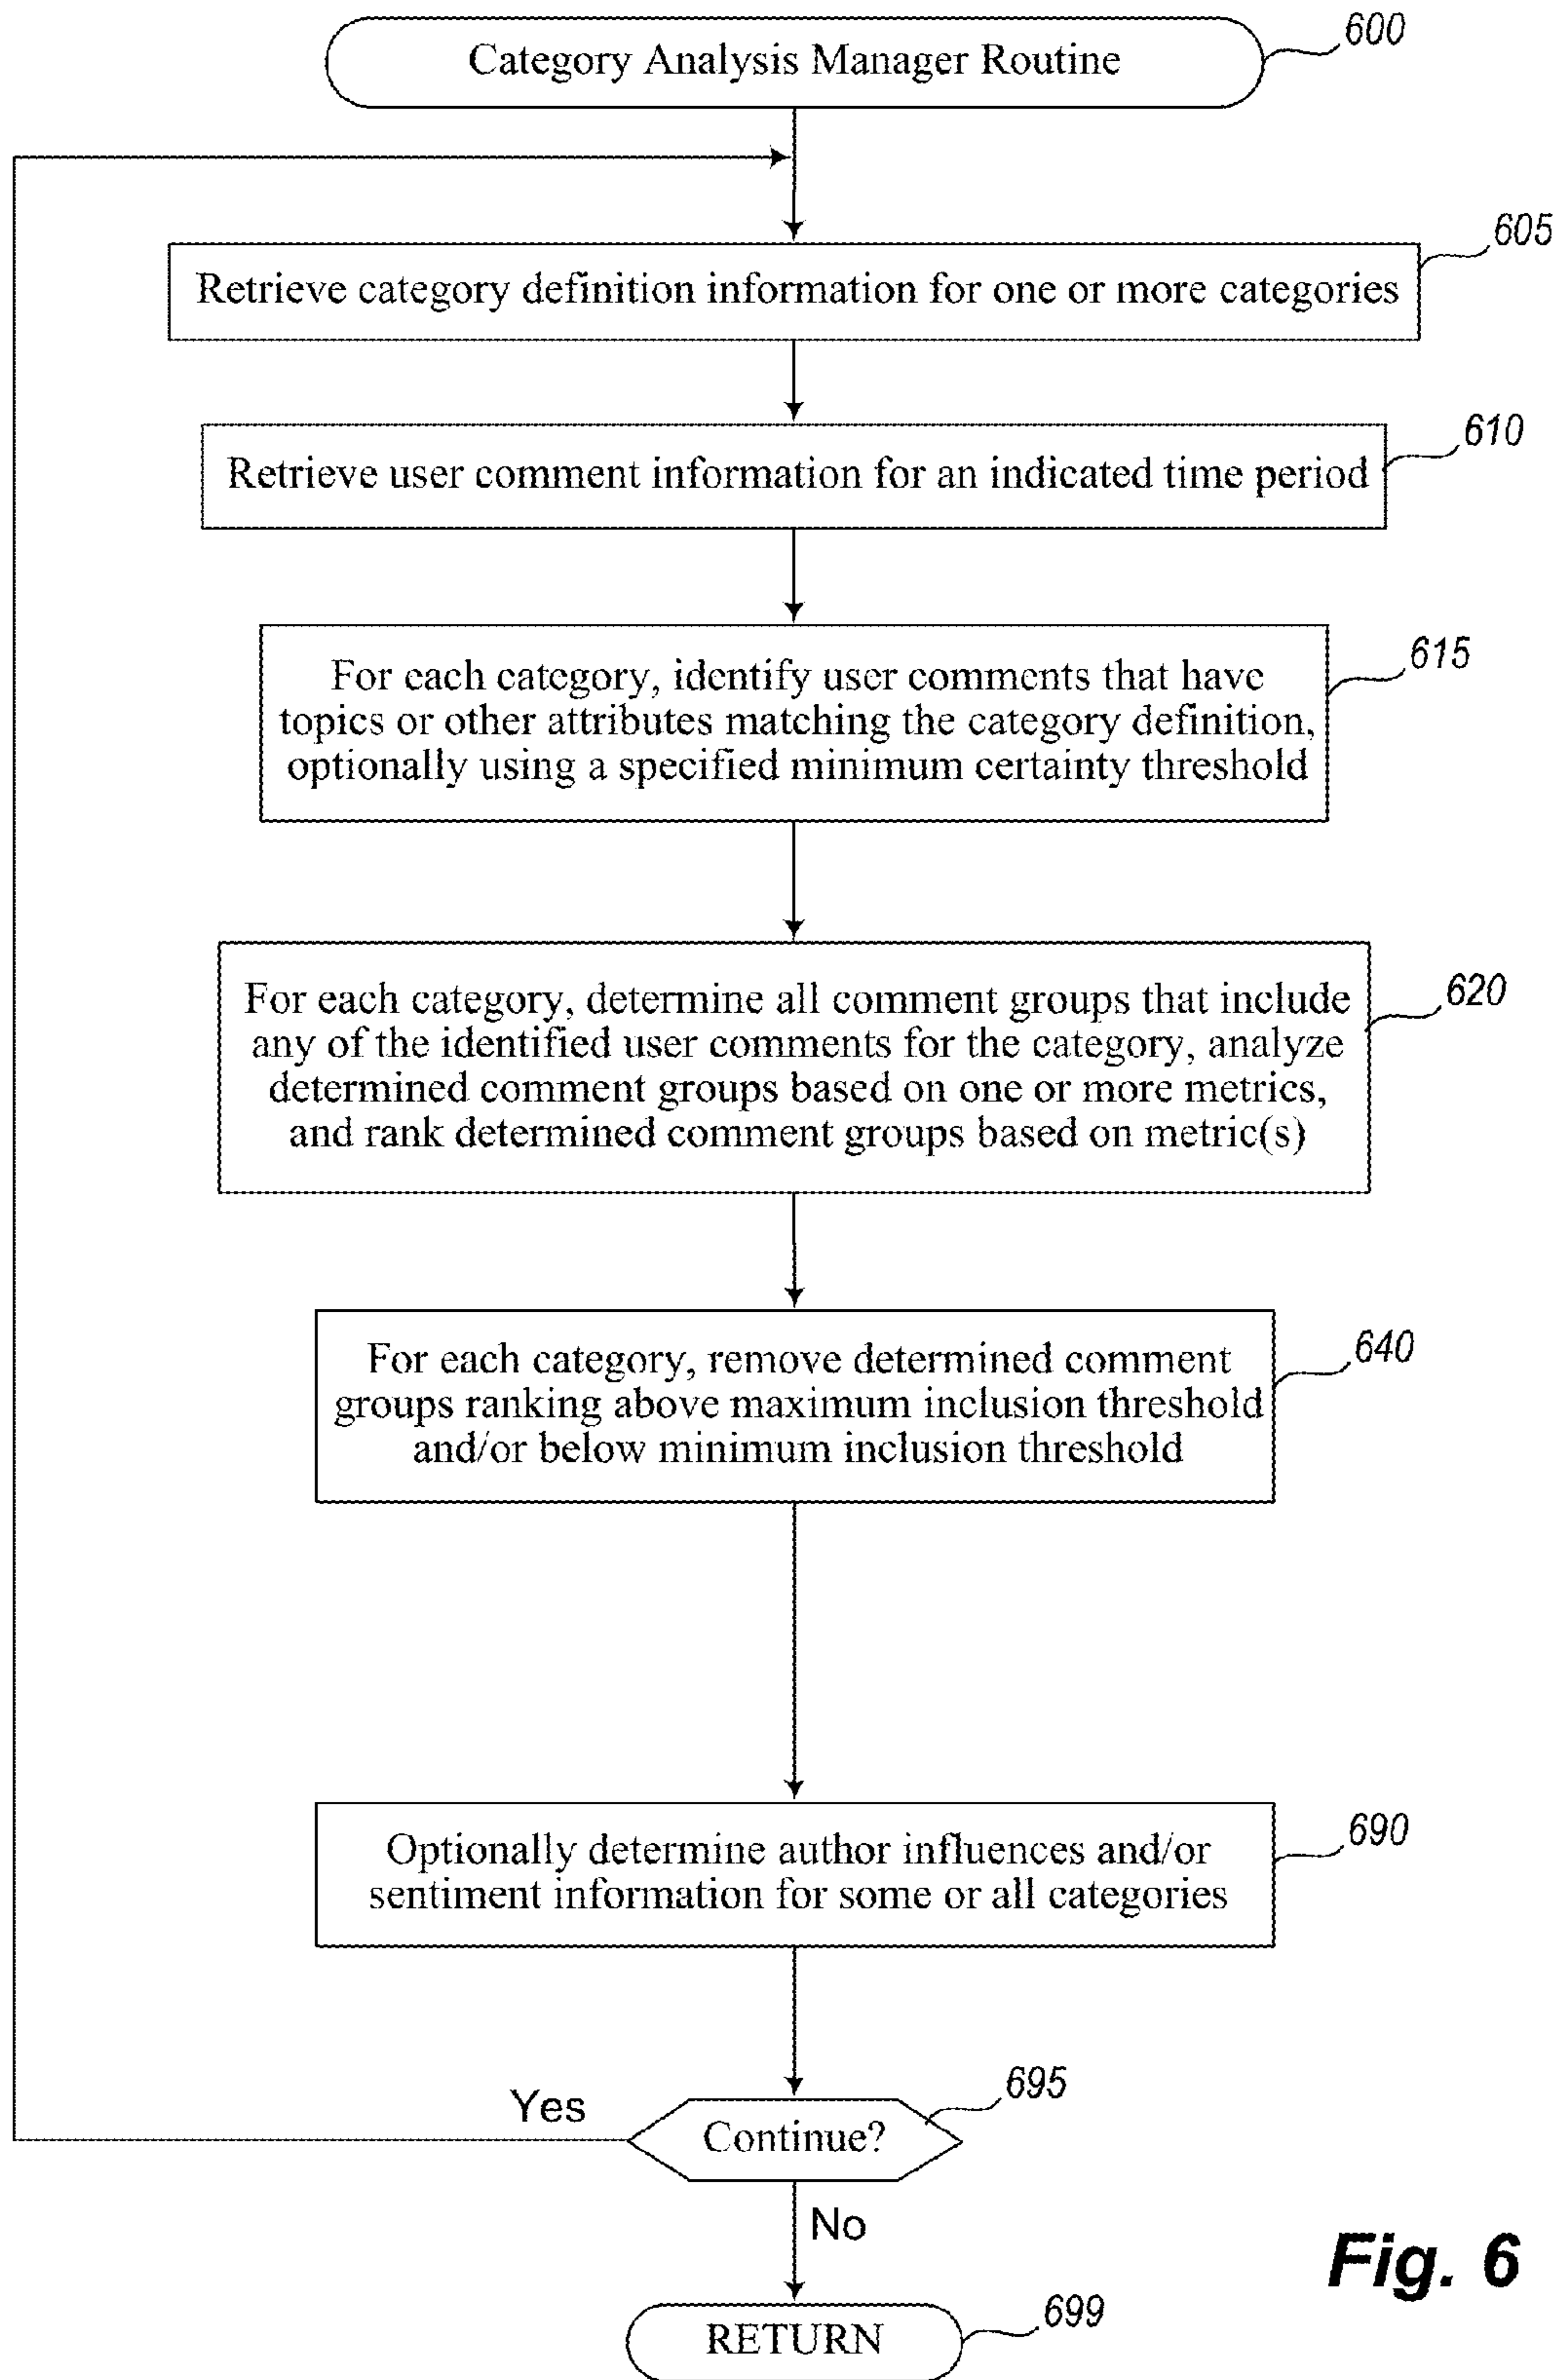 Category Analysis Manager Routine
600
605
Retrieve category definition information for one or more categories
610
Retrieve user comment information for an indicated time period
615
For each category, identify user comments that have
topics or other attributes matching the category definition,
optionally using a specified minimum certainty threshold
620
For each category, determine all comment groups that include
any of the identified user comments for the category, analyze
determined comment groups based on one or more metrics,
and rank determined comment groups based on metric(s)
640
For each category, remove determined comment
groups ranking above maximum inclusion threshold
and/or below minimum inclusion threshold
690
Optionally determine author influences and/or
sentiment information for some or all categories
695
Yes
Continue?
No
Fig. 6
699
RETURN